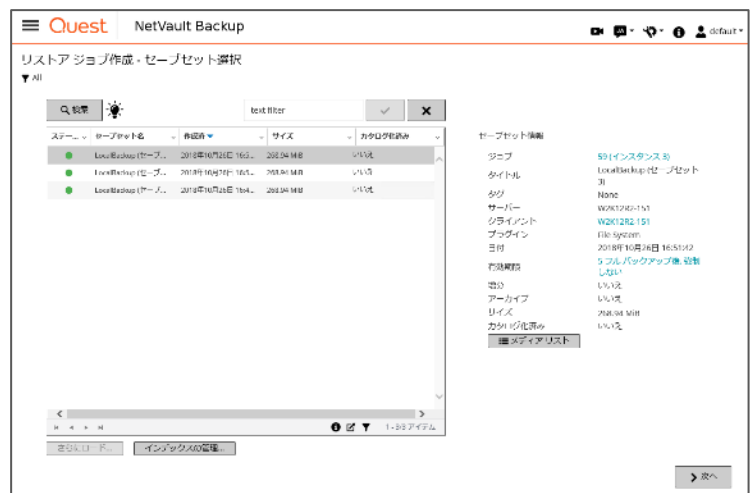 Quest NetVault Backup default
リストア ジョブ作成 - セーブセット選択
All
検索 text filter
ステー... セーブセット名 作成済 サイズ カタログ化済み
LocalBackup (セーブ... 2018年10月26日 16:5... 268.94 MiB いいえ
LocalBackup (セーブ... 2018年10月26日 16:5... 268.94 MiB いいえ
LocalBackup (セーブ... 2018年10月26日 16:4... 268.94 MiB いいえ
1 - 3/3 アイテム
さらにロード... インデックスの管理...
セーブセット情報
ジョブ 59 (インスタンス 3)
タイトル LocalBackup (セーブセット 3)
タグ None
サーバー W2K12R2-151
クライアント W2K12R2-151
プラグイン File System
日付 2018年10月26日 16:51:42
有効期限 5 フル バックアップ後, 強制しない
増分 いいえ
アーカイブ いいえ
サイズ 268.94 MiB
カタログ化済み いいえ
メディア リスト
次へ